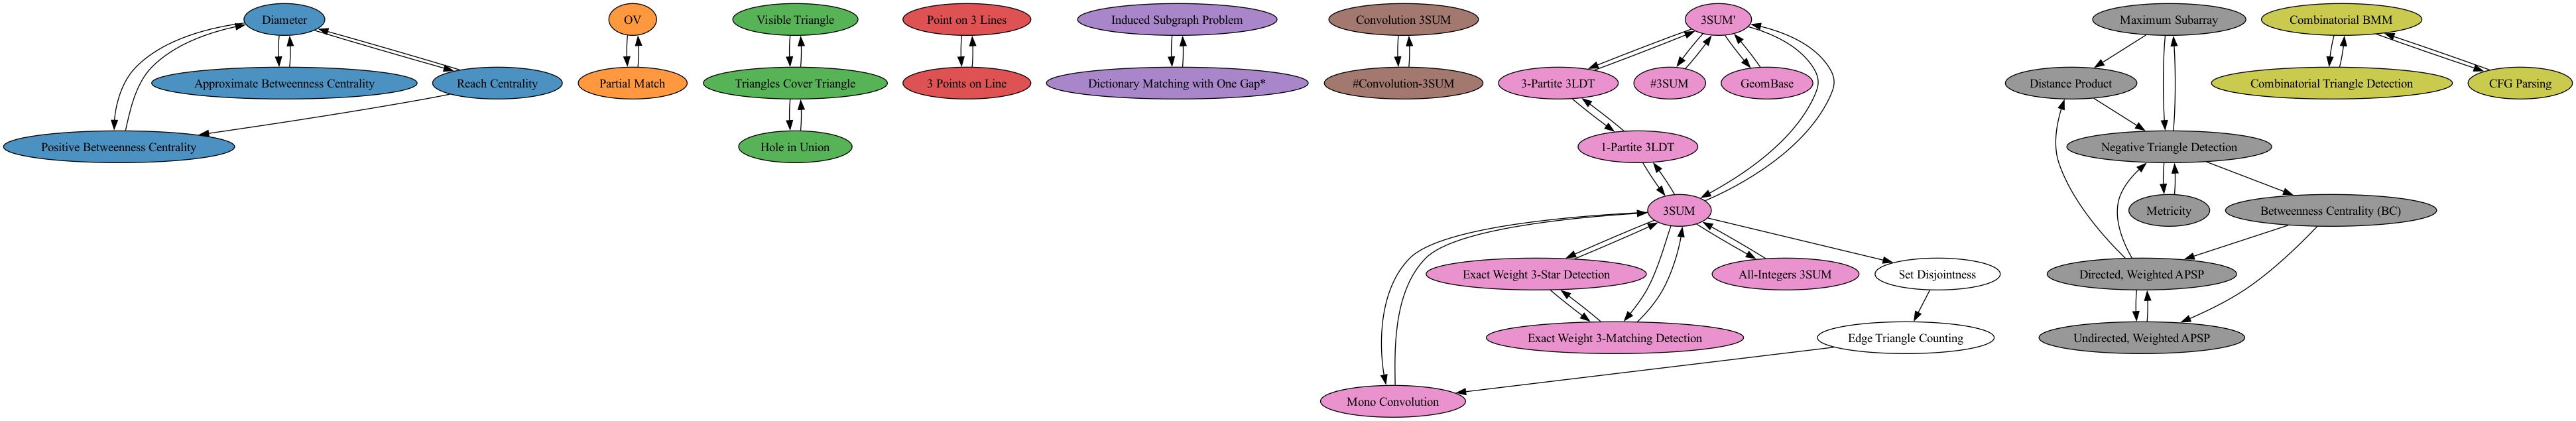 Diameter
OV
Visible Triangle
Point on 3 Lines
Induced Subgraph Problem
Convolution 3SUM
3SUM'
Maximum Subarray
Combinatorial BMM
Approximate Betweenness Centrality
Reach Centrality
Partial Match
Triangles Cover Triangle
3 Points on Line
Dictionary Matching with One Gap*
#Convolution-3SUM
3-Partite 3LDT
#3SUM
GeomBase
Distance Product
Combinatorial Triangle Detection
CFG Parsing
Positive Betweenness Centrality
Hole in Union
1-Partite 3LDT
Negative Triangle Detection
3SUM
Metricity
Betweenness Centrality (BC)
Exact Weight 3-Star Detection
All-Integers 3SUM
Set Disjointness
Directed, Weighted APSP
Exact Weight 3-Matching Detection
Edge Triangle Counting
Undirected, Weighted APSP
Mono Convolution